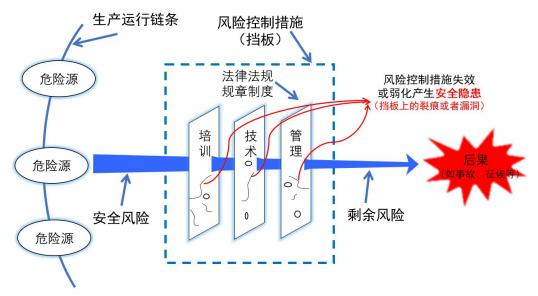 生产运行链条
风险控制措施
（挡板）
法律法规
规章制度
风险控制措施失效
或弱化产生安全隐患
（挡板上的裂痕或者漏洞）
危险源
培训
技术
管理
危险源
后果
（如事故、征候等）
安全风险
剩余风险
危险源